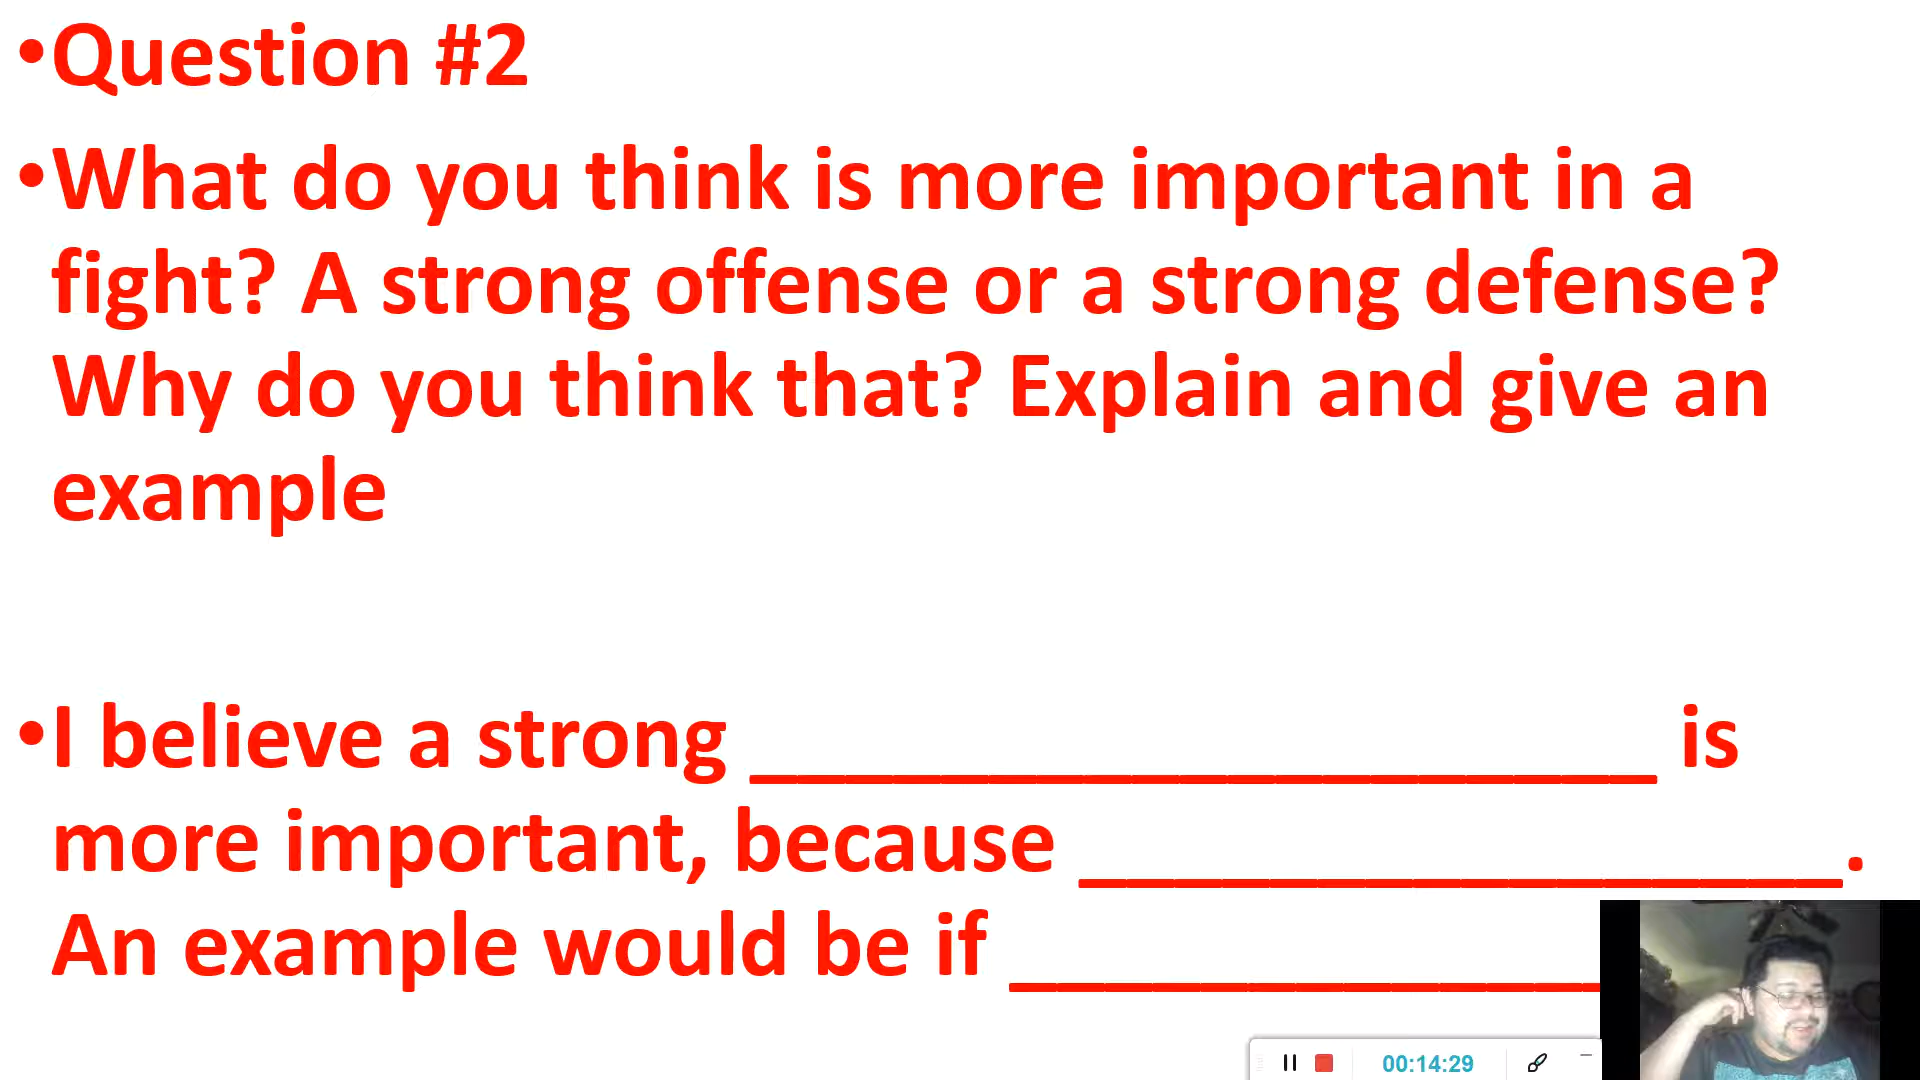 •Question #2
•What do you think is more important in a
fight? A strong offense or a strong defense?
Why do you think that? Explain and give an
example
•I believe a strong ___________________ is
more important, because ________________.
An example would be if _____________
00:14:29